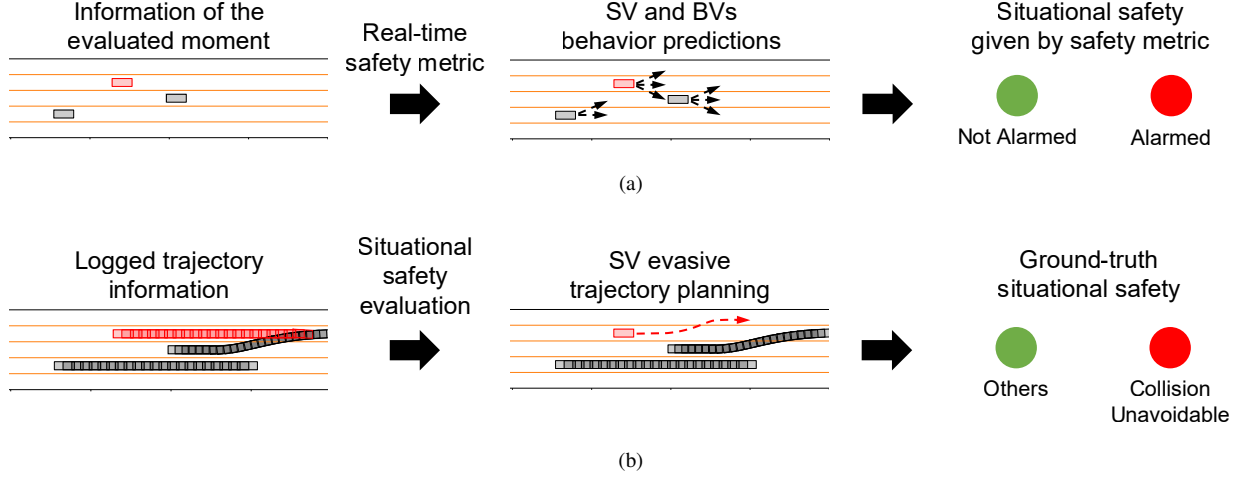 Information of the
the evaluated moment
Real-time
safety metric
SV and BVs
behavior predictions
Situational safety
given by safety metric
Not Alarmed
Alarmed
(a)
Logged trajectory
information
Situational
safety
evaluation
SV evasive
trajectory planning
Ground-truth
situational safety
Others
Collision
Unavoidable
(b)